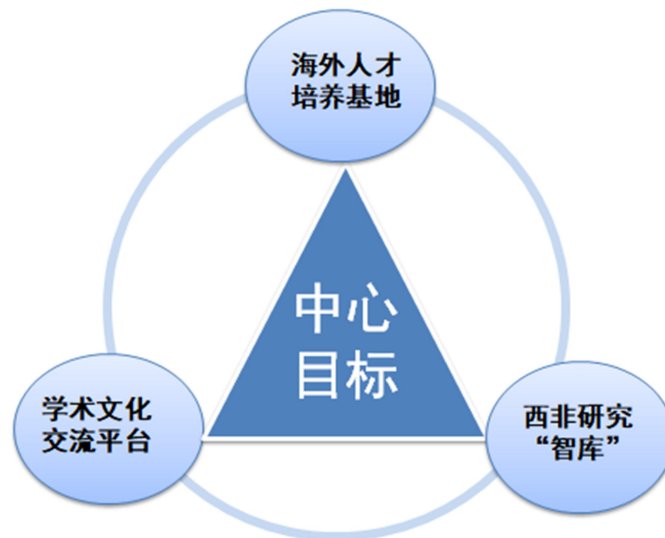 海外人才
培养基地
中心
目标
学术文化
交流平台
西非研究
“智库”